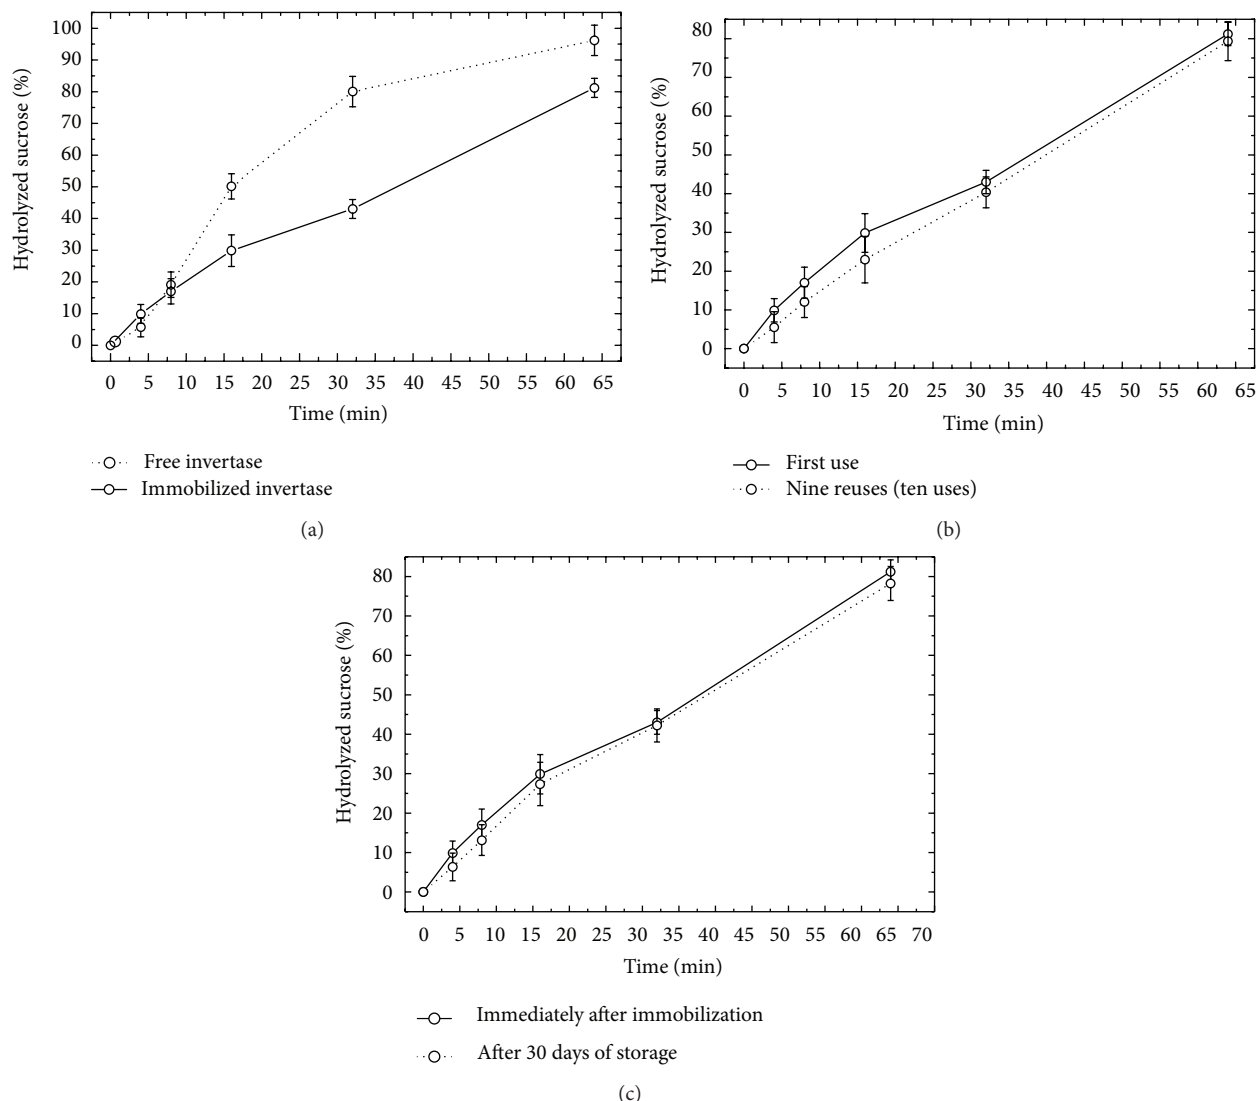 100
90
80
70
60
50
40
30
20
10
0
Hydrolyzed sucrose (%)
0 5 10 15 20 25 30 35 40 45 50 55 60 65
Time (min)
Free invertase
Immobilized invertase
(a)
80
70
60
50
40
30
20
10
0
Hydrolyzed sucrose (%)
0 5 10 15 20 25 30 35 40 45 50 55 60 65
Time (min)
First use
Nine reuses (ten uses)
(b)
80
70
60
50
40
30
20
10
0
Hydrolyzed sucrose (%)
0 5 10 15 20 25 30 35 40 45 50 55 60 65 70
Time (min)
Immediately after immobilization
After 30 days of storage
(c)